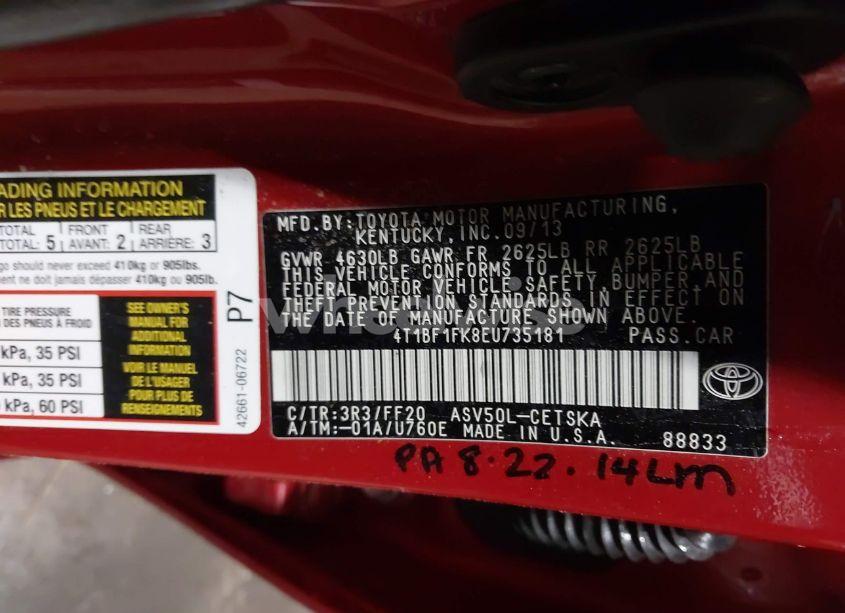 ADING INFORMATION
R LES PNEUS ET LE CHARGEMENT
TOTAL FRONT REAR
TOTAL: 5 AVANT: 2 ARRIÈRE: 3
go should never exceed 410kg or 905lbs.
ment ne doit jamais dépasser 410kg ou 905lb.
TIRE PRESSURE
DES PNEUS À FROID
kPa, 35 PSI
kPa, 35 PSI
kPa, 60 PSI
SEE OWNER'S
MANUAL FOR
ADDITIONAL
INFORMATION
VOIR LE MANUEL
DE L'USAGER
POUR PLUS DE
RENSEIGNEMENTS
P7
42661-06722
MFD.BY: TOYOTA MOTOR MANUFACTURING,
KENTUCKY, INC. 09/13
GVWR 4630LB GAWR FR 2625LB RR 2625LB
THIS VEHICLE CONFORMS TO ALL APPLICABLE
FEDERAL MOTOR VEHICLE SAFETY, BUMPER, AND
THEFT PREVENTION STANDARDS IN EFFECT ON
THE DATE OF MANUFACTURE SHOWN ABOVE.
4T1BF1FK8EU735181 PASS.CAR
C/TR:3R3/FF20 ASV50L-CETSKA
A/TM:-01A/U760E MADE IN U.S.A. 88833
PA 8·22·14 LM